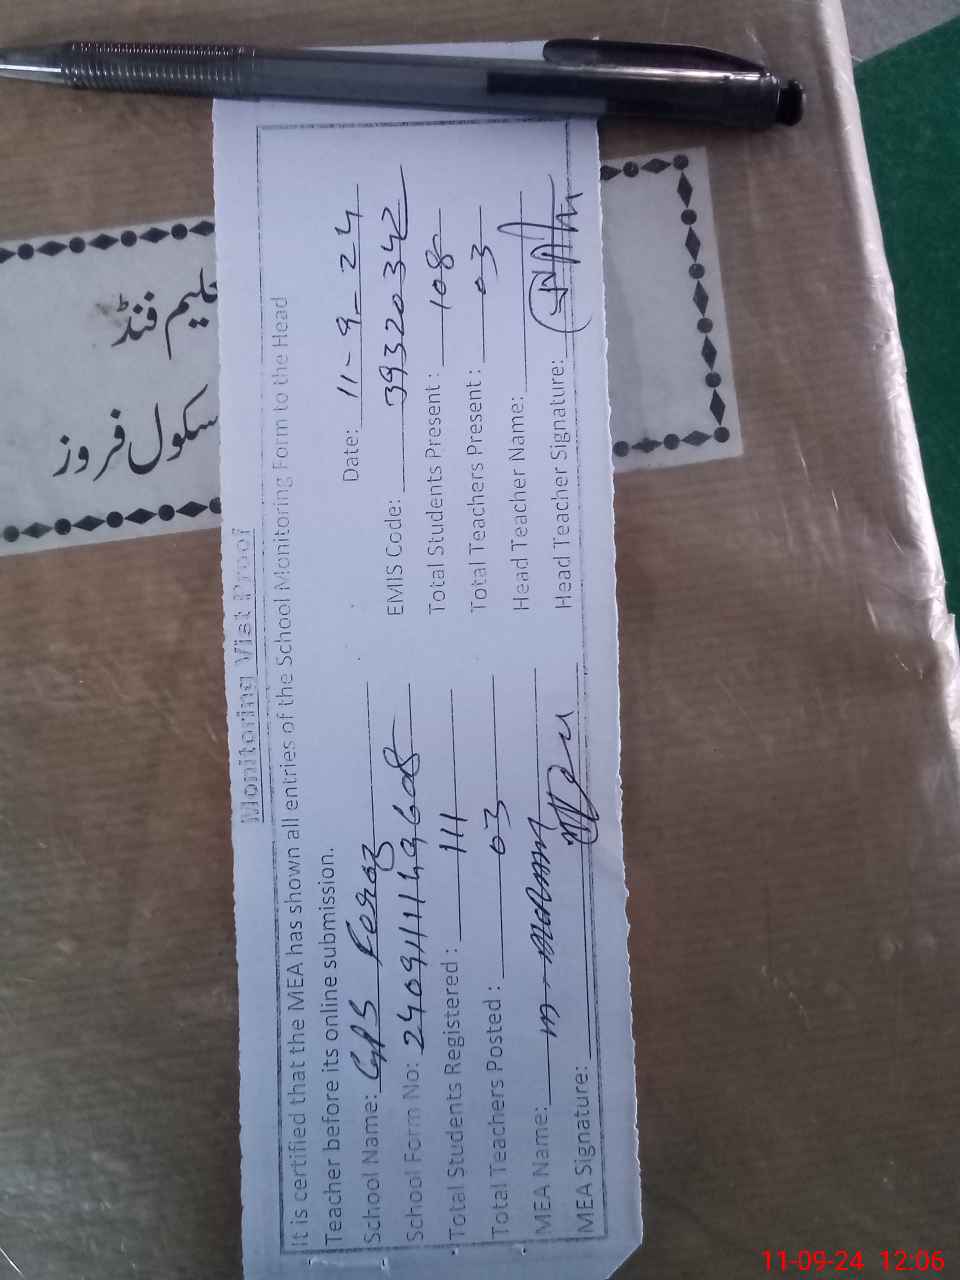 Monitoring Visit Proof
It is certified that the MEA has shown all entries of the School Monitoring Form to the Head
Teacher before its online submission.
Date: 11-9-24
School Name: GPS Feroz
EMIS Code: 39320342
School Form No: 2409111149608
Total Students Present: 108
Total Students Registered: 111
Total Teachers Present: 03
Total Teachers Posted: 03
Head Teacher Name:
MEA Name: M.
Head Teacher Signature:
MEA Signature:
فنڈ
سکول فروز
11-09-24 12:06